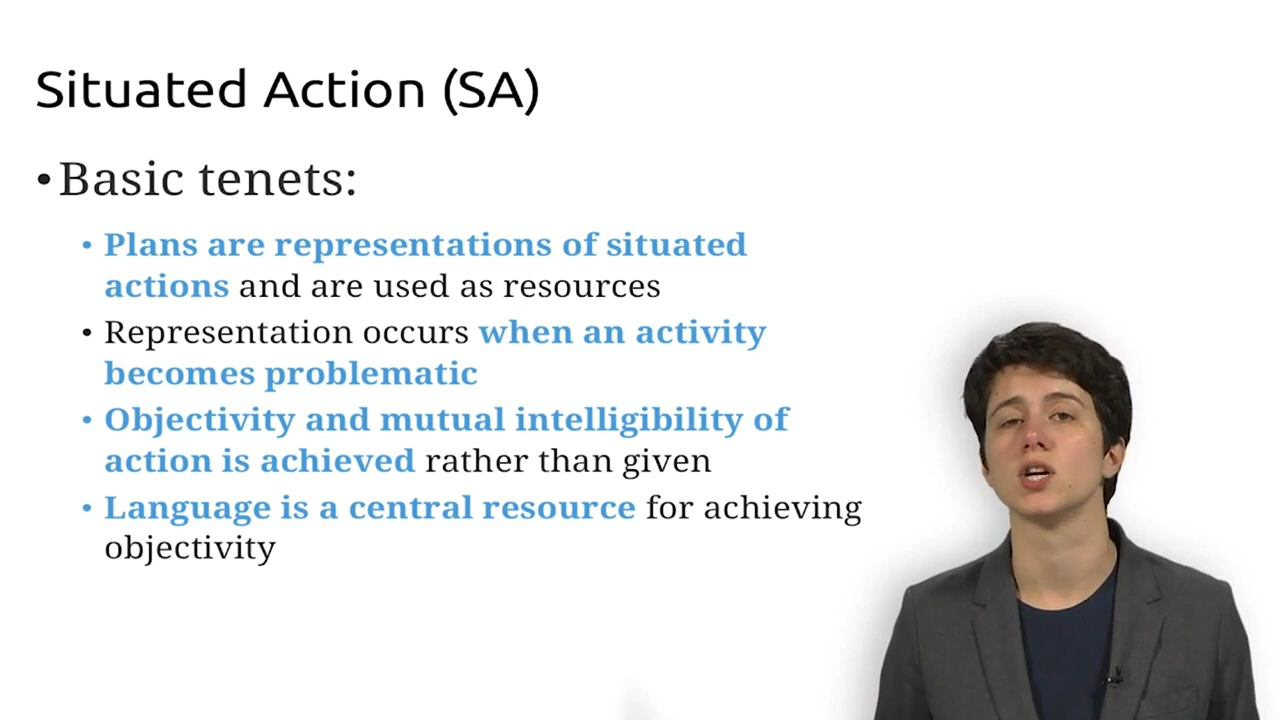 Situated Action (SA)
•Basic tenets:
• Plans are representations of situated
actions and are used as resources
• Representation occurs when an activity
becomes problematic
• Objectivity and mutual intelligibility of
action is achieved rather than given
• Language is a central resource for achieving
objectivity